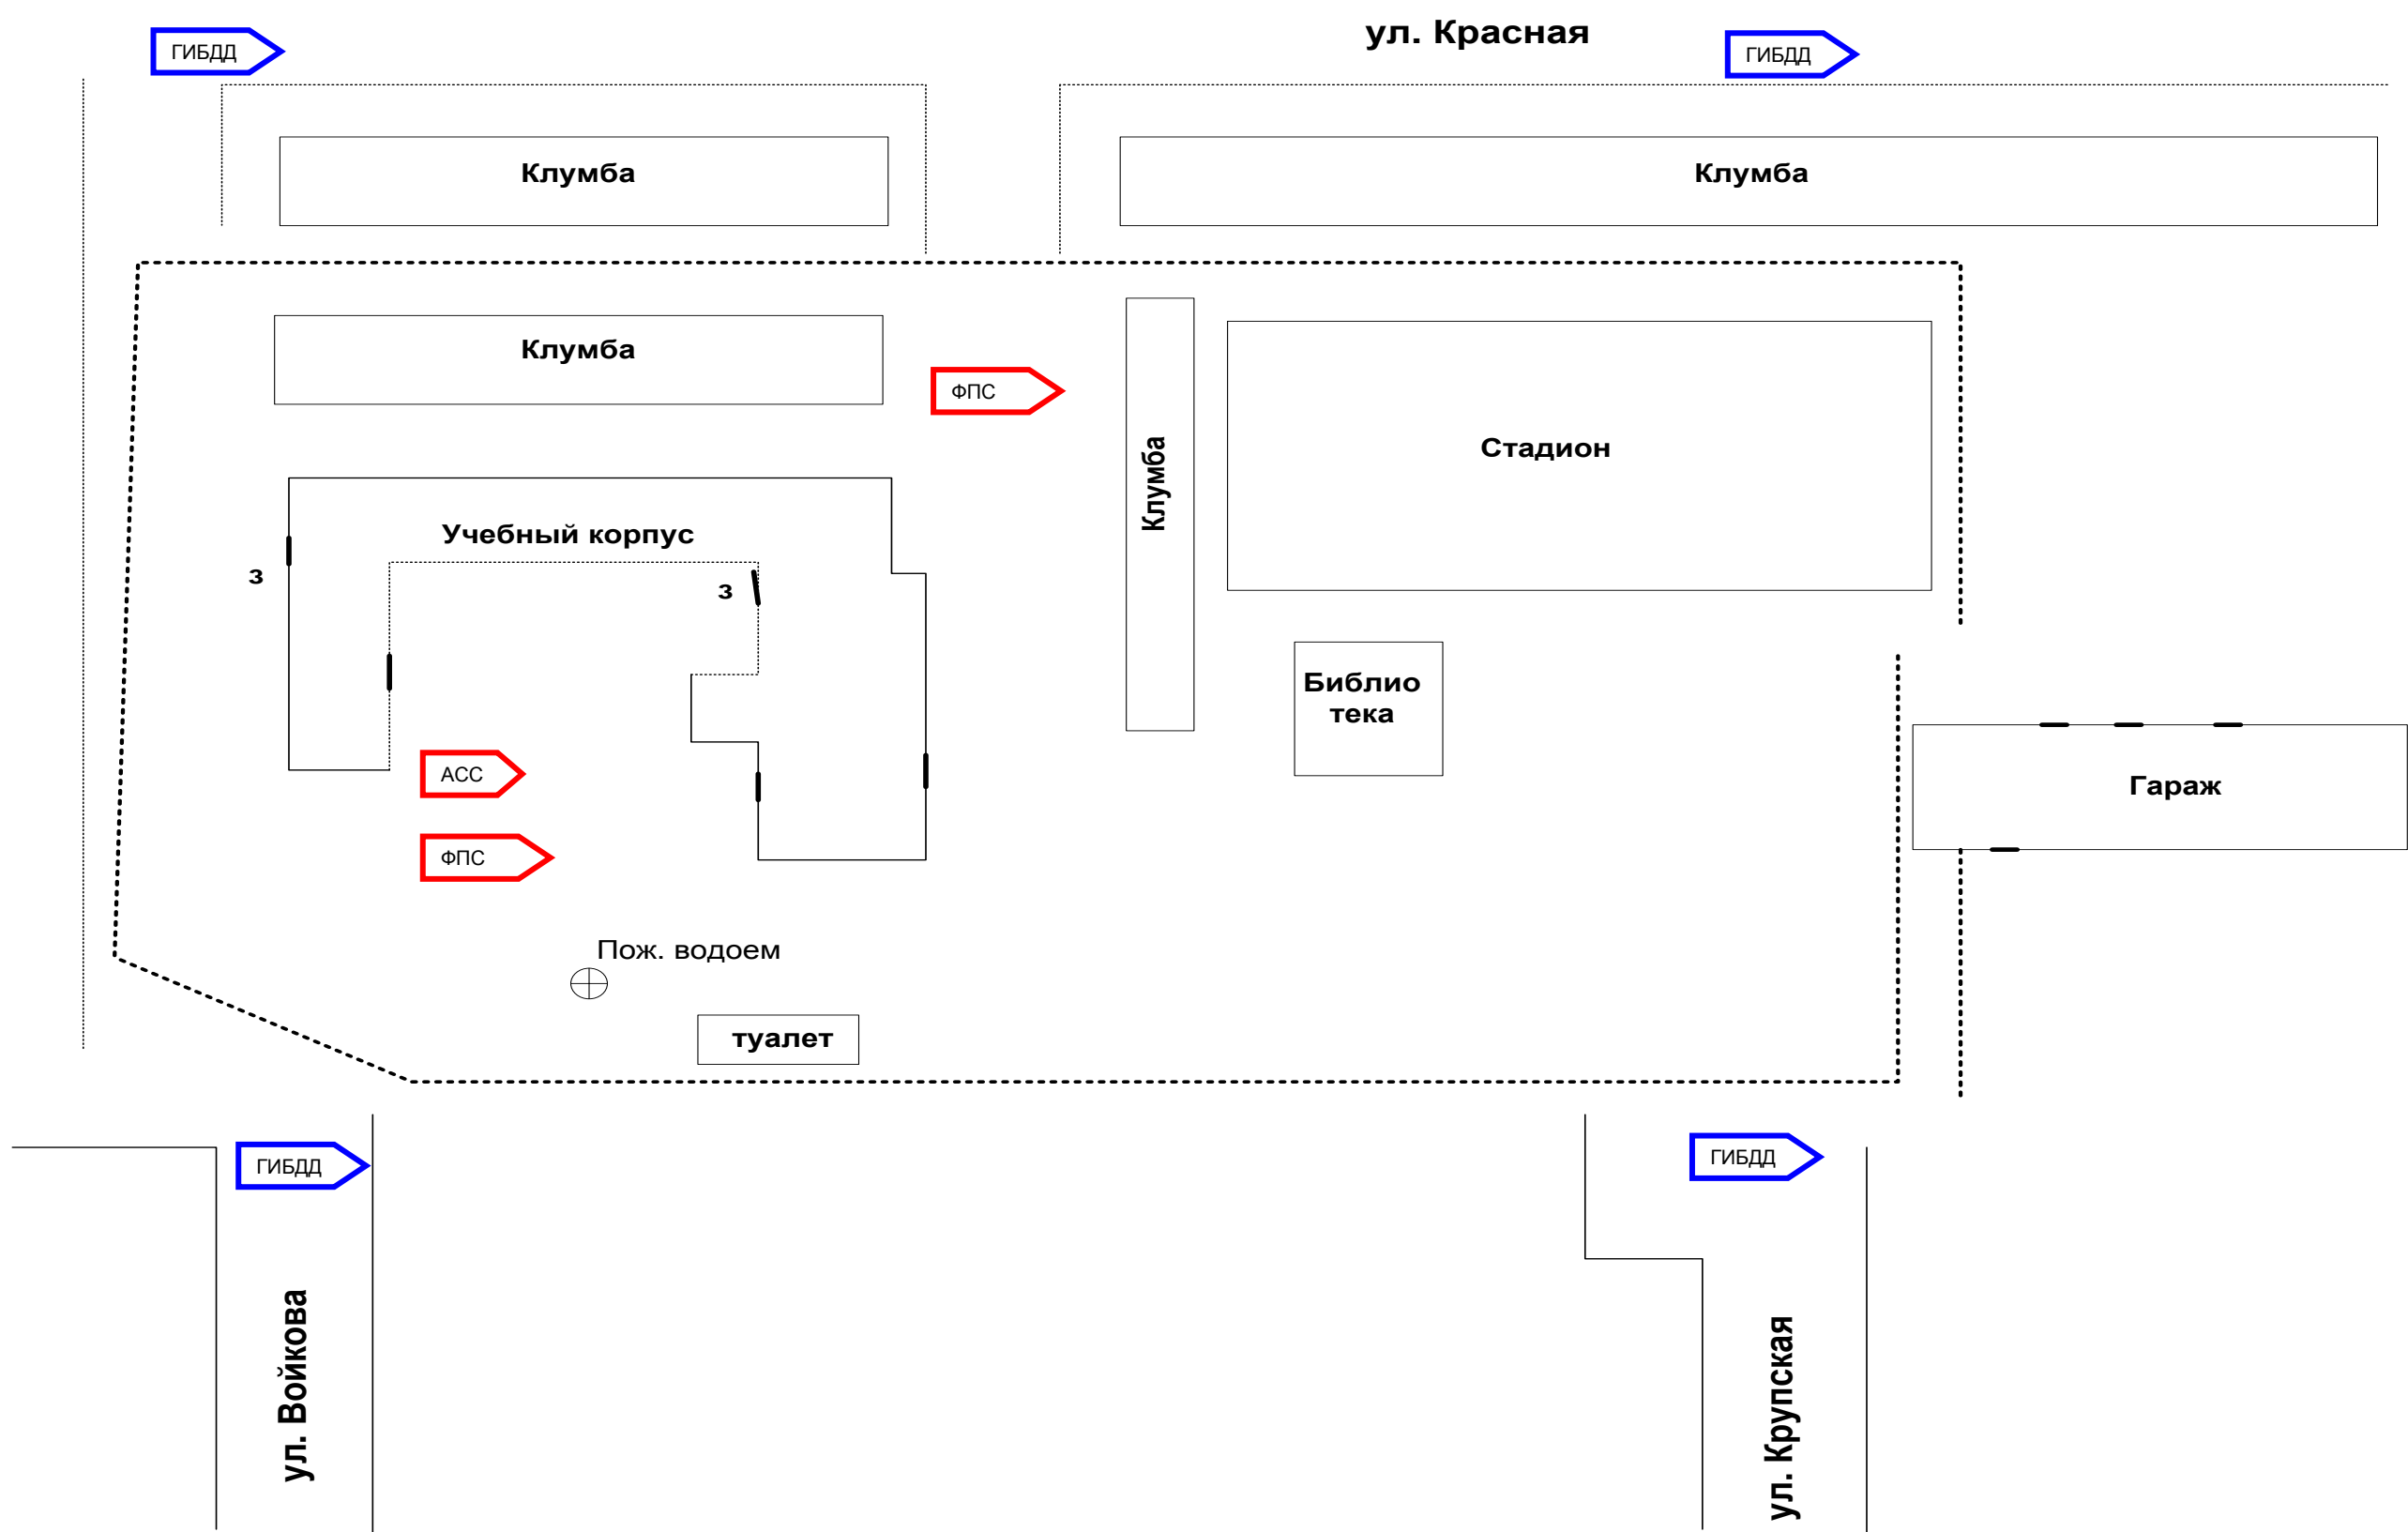 ул. Красная
ГИБДД
ГИБДД
Клумба
Клумба
Клумба
ФПС
Клумба
Стадион
Учебный корпус
з
з
Библио
тека
АСС
Гараж
ФПС
Пож. водоем
туалет
ГИБДД
ГИБДД
ул. Войкова
ул. Крупская